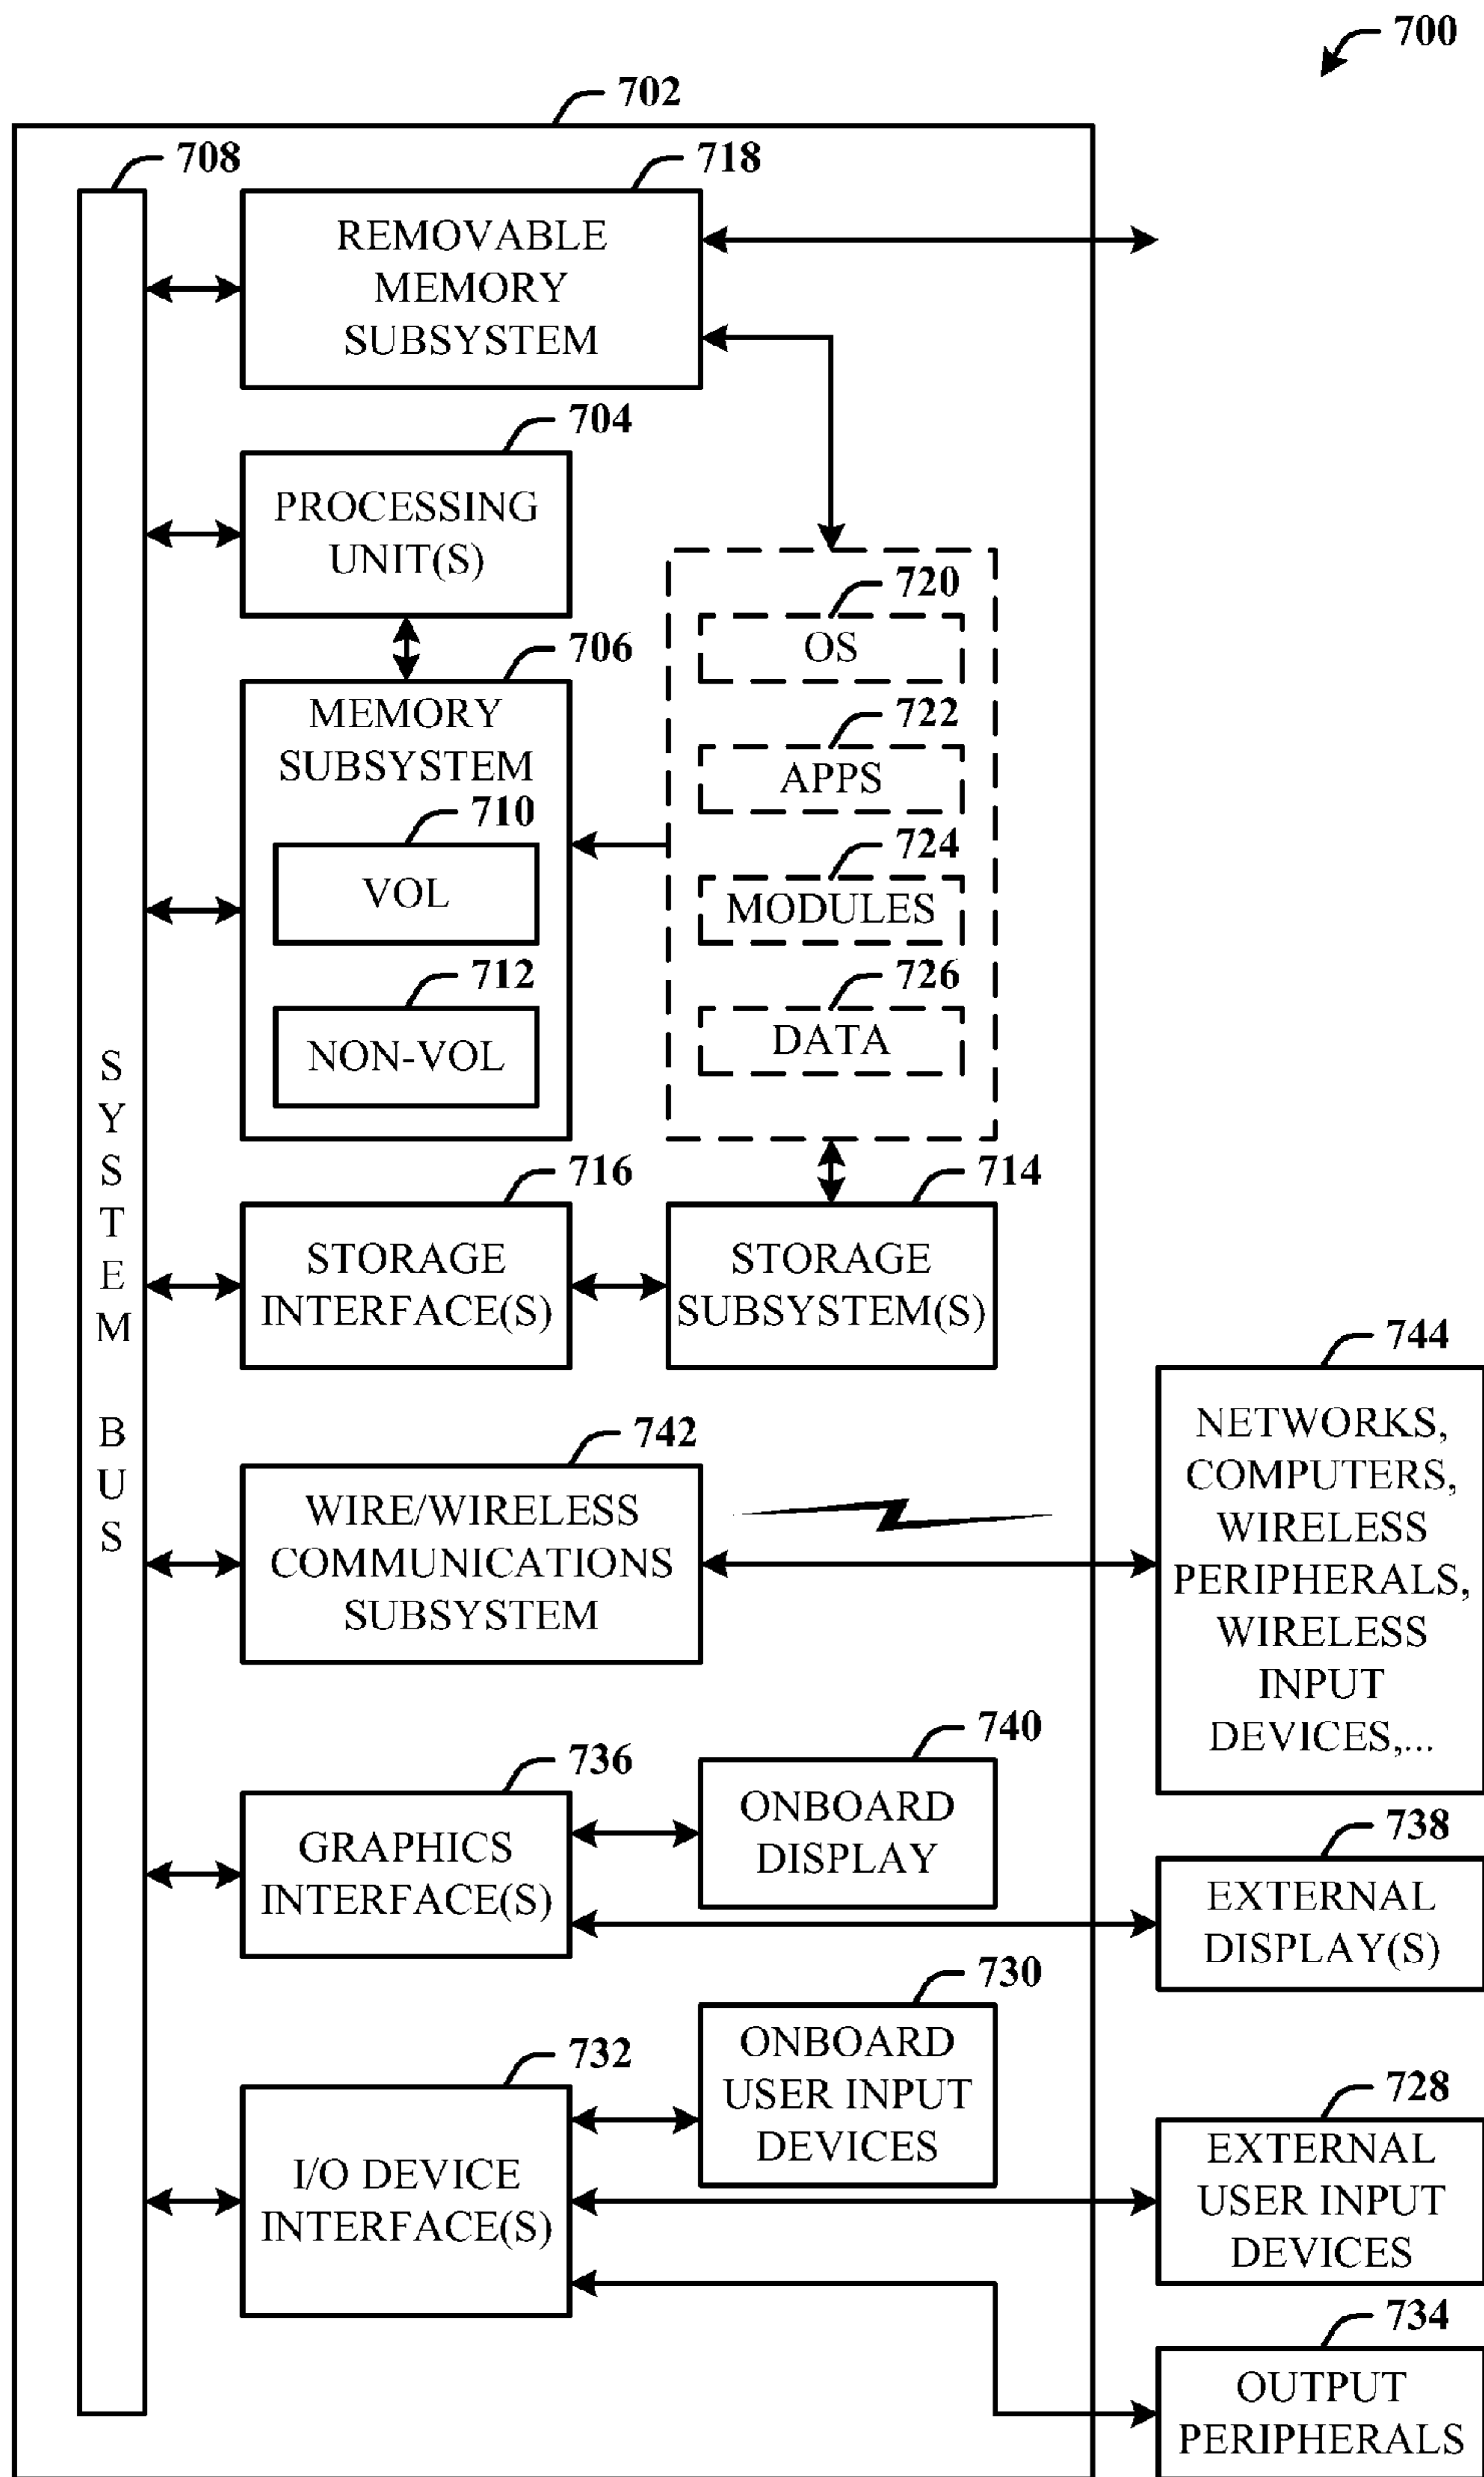 700
702
708
718
REMOVABLE
MEMORY
SUBSYSTEM
704
PROCESSING
UNIT(S)
720
OS
706
MEMORY
SUBSYSTEM
722
APPS
710
VOL
724
MODULES
712
NON-VOL
726
DATA
SYSTEM BUS
716
STORAGE
INTERFACE(S)
714
STORAGE
SUBSYSTEM(S)
744
NETWORKS,
COMPUTERS,
WIRELESS
PERIPHERALS,
WIRELESS
INPUT
DEVICES,...
742
WIRE/WIRELESS
COMMUNICATIONS
SUBSYSTEM
740
ONBOARD
DISPLAY
736
GRAPHICS
INTERFACE(S)
738
EXTERNAL
DISPLAY(S)
730
ONBOARD
USER INPUT
DEVICES
732
I/O DEVICE
INTERFACE(S)
728
EXTERNAL
USER INPUT
DEVICES
734
OUTPUT
PERIPHERALS